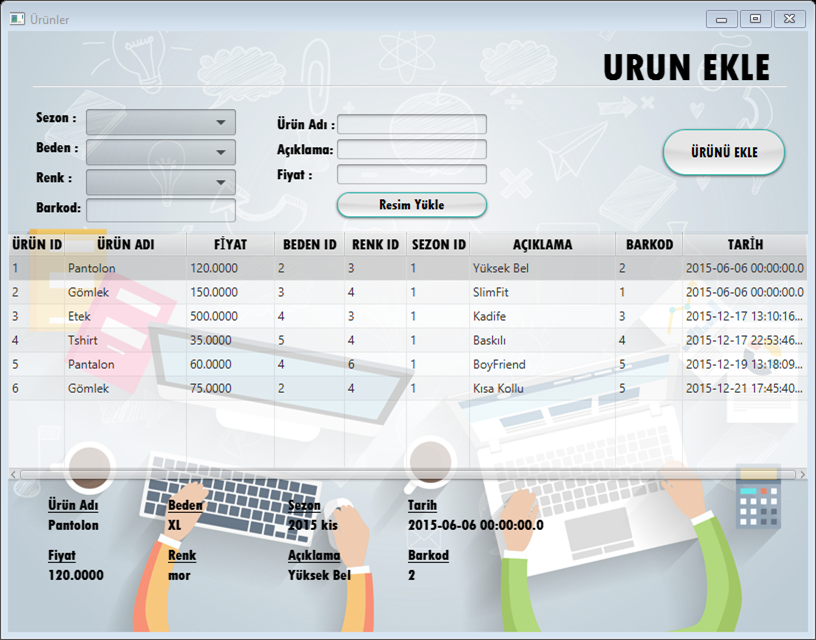 Ürünler
URUN EKLE
Sezon :
Beden :
Renk :
Barkod:
Ürün Adı :
Açıklama:
Fiyat :
Resim Yükle
ÜRÜNÜ EKLE
ÜRÜN ID ÜRÜN ADI FİYAT BEDEN ID RENK ID SEZON ID AÇIKLAMA BARKOD TARİH
1 Pantolon 120.0000 2 3 1 Yüksek Bel 2 2015-06-06 00:00:00.0
2 Gömlek 150.0000 3 4 1 SlimFit 1 2015-06-06 00:00:00.0
3 Etek 500.0000 4 3 1 Kadife 3 2015-12-17 13:10:16...
4 Tshirt 35.0000 5 4 1 Baskılı 4 2015-12-17 22:53:46...
5 Pantalon 60.0000 4 6 1 BoyFriend 5 2015-12-19 13:18:09...
6 Gömlek 75.0000 2 4 1 Kısa Kollu 5 2015-12-21 17:45:40...
Ürün Adı Beden Sezon Tarih
Pantolon XL 2015 kis 2015-06-06 00:00:00.0
Fiyat Renk Açıklama Barkod
120.0000 mor Yüksek Bel 2